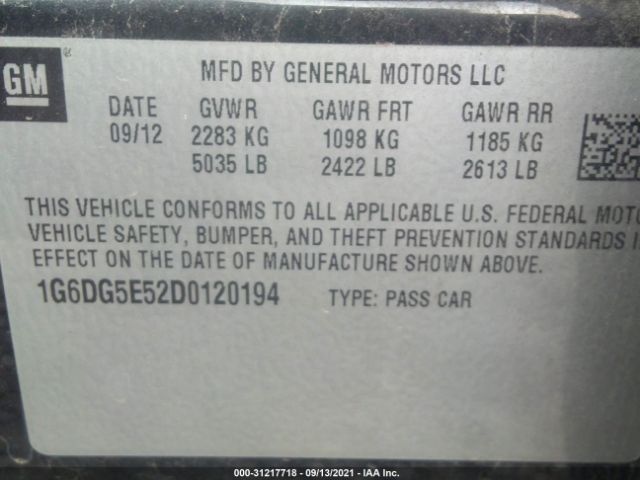 GM
MFD BY GENERAL MOTORS LLC
DATE GVWR GAWR FRT GAWR RR
09/12 2283 KG 1098 KG 1185 KG
5035 LB 2422 LB 2613 LB
THIS VEHICLE CONFORMS TO ALL APPLICABLE U.S. FEDERAL MOT
VEHICLE SAFETY, BUMPER, AND THEFT PREVENTION STANDARDS I
EFFECT ON THE DATE OF MANUFACTURE SHOWN ABOVE.
1G6DG5E52D0120194 TYPE: PASS CAR
000-31217718 - 09/13/2021 - IAA Inc.